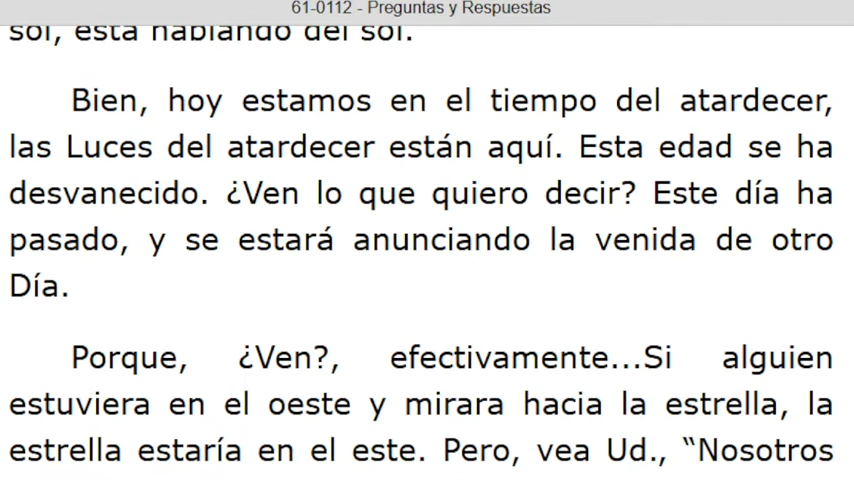 61-0112 - Preguntas y Respuestas
sol, está hablando del sol.
Bien, hoy estamos en el tiempo del atardecer,
las Luces del atardecer están aquí. Esta edad se ha
desvanecido. ¿Ven lo que quiero decir? Este día ha
pasado, y se estará anunciando la venida de otro
Día.
Porque, ¿Ven?, efectivamente...Si alguien
estuviera en el oeste y mirara hacia la estrella, la
estrella estaría en el este. Pero, vea Ud., “Nosotros